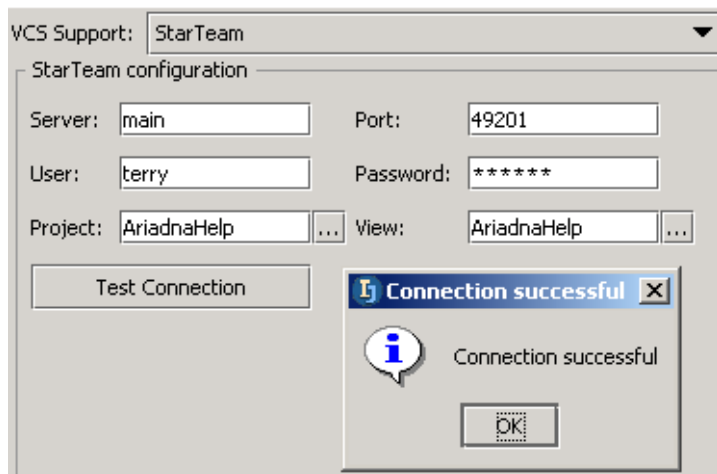 VCS Support: StarTeam
StarTeam configuration
Server: main Port: 49201
User: terry Password: ******
Project: AriadnaHelp ... View: AriadnaHelp ...
Test Connection
Connection successful
Connection successful
OK